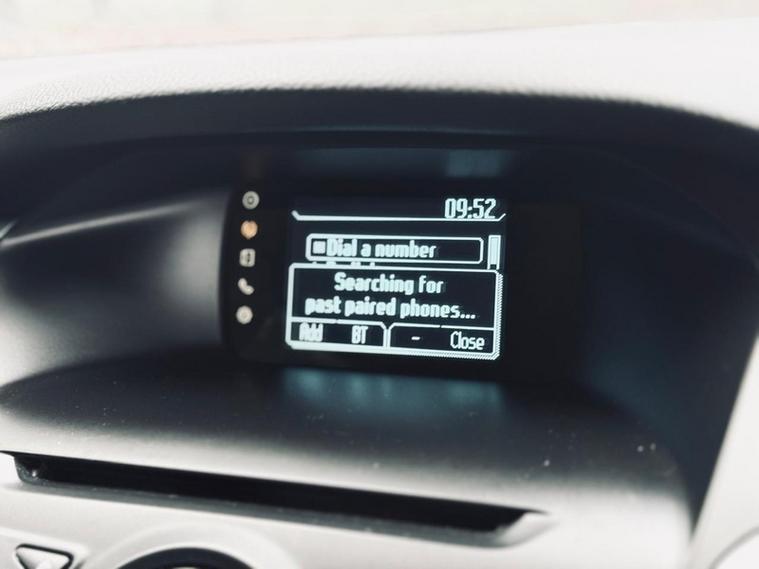 09:52
Dial a number
Searching for
past paired phones...
Add BT - Close